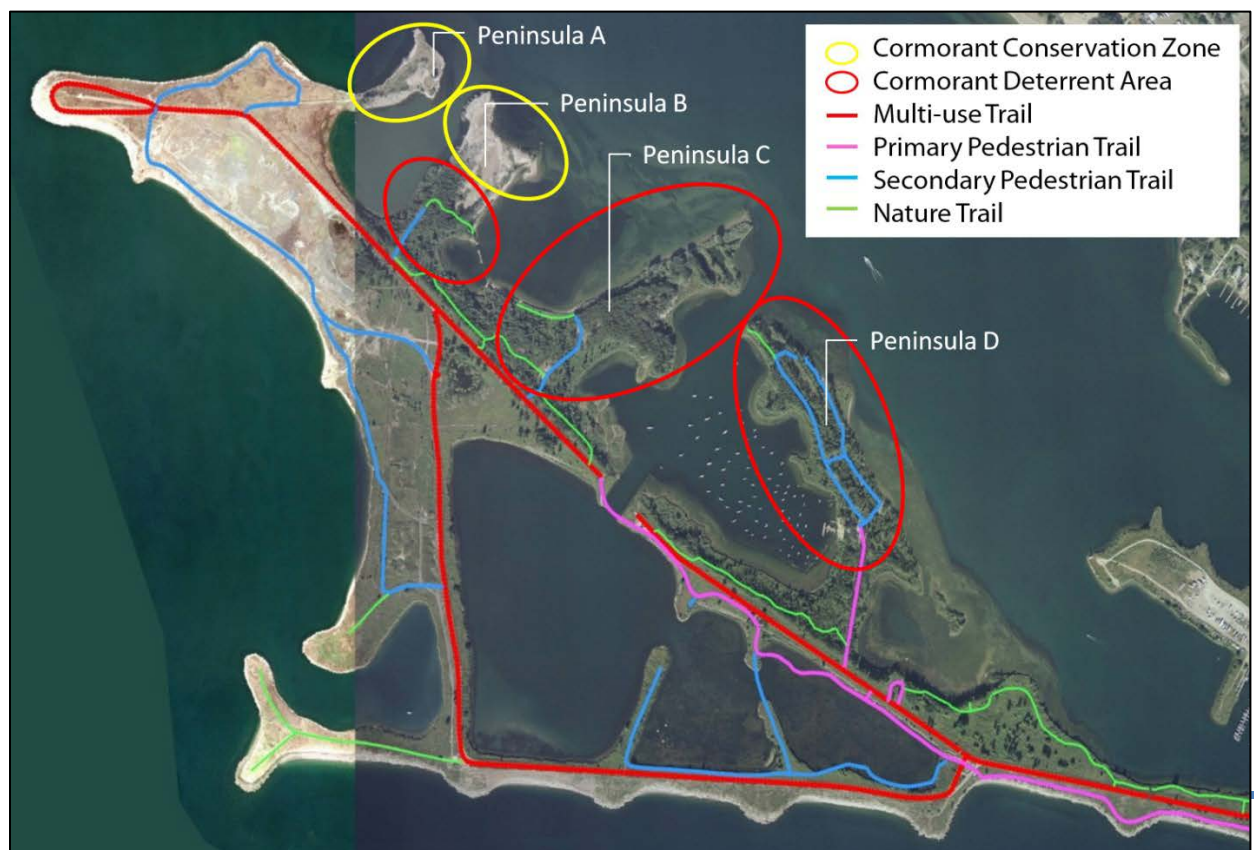 Peninsula A
Peninsula B
Peninsula C
Peninsula D
Cormorant Conservation Zone
Cormorant Deterrent Area
Multi-use Trail
Primary Pedestrian Trail
Secondary Pedestrian Trail
Nature Trail